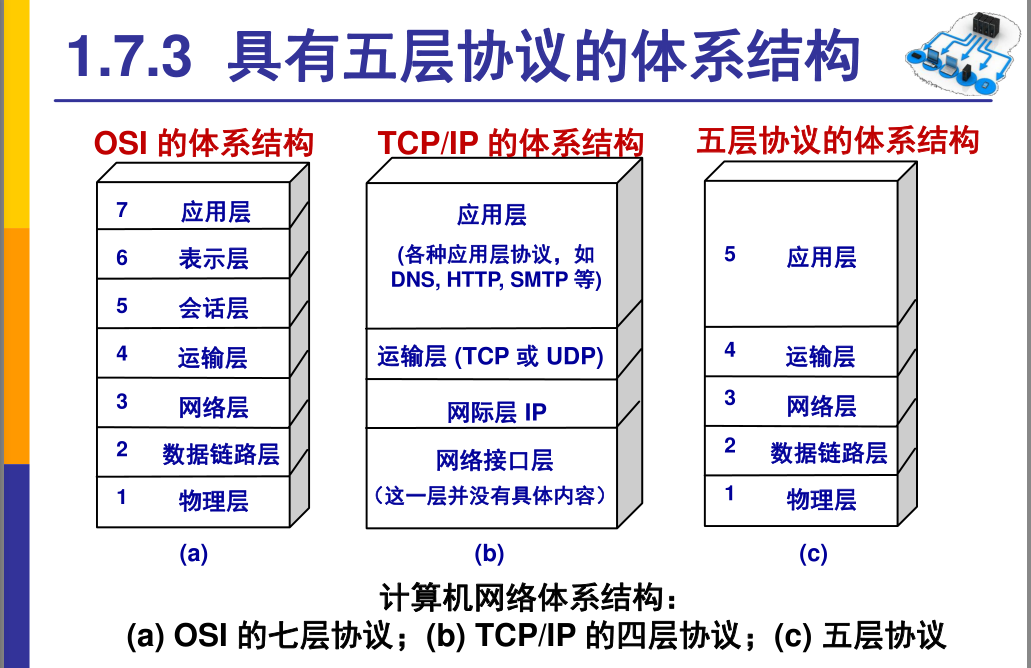 1.7.3 具有五层协议的体系结构
OSI 的体系结构
7 应用层
6 表示层
5 会话层
4 运输层
3 网络层
2 数据链路层
1 物理层
(a)
TCP/IP 的体系结构
应用层
(各种应用层协议，如
DNS, HTTP, SMTP 等)
运输层 (TCP 或 UDP)
网际层 IP
网络接口层
（这一层并没有具体内容）
(b)
五层协议的体系结构
5 应用层
4 运输层
3 网络层
2 数据链路层
1 物理层
(c)
计算机网络体系结构：
(a) OSI 的七层协议；(b) TCP/IP 的四层协议；(c) 五层协议